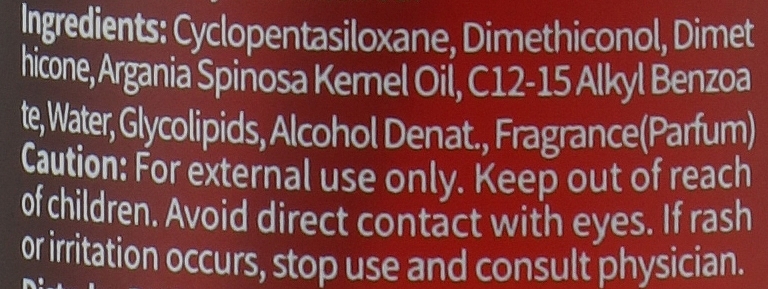 Ingredients: Cyclopentasiloxane, Dimethiconol, Dimet
hicone, Argania Spinosa Kernel Oil, C12-15 Alkyl Benzoa
te, Water, Glycolipids, Alcohol Denat., Fragrance(Parfum)
Caution: For external use only. Keep out of reach
of children. Avoid direct contact with eyes. If rash
or irritation occurs, stop use and consult physician.